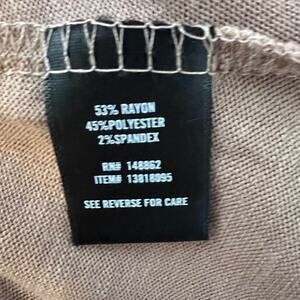 53% RAYON
45%POLYESTER
2%SPANDEX
RN# 148862
ITEM# 13818095
SEE REVERSE FOR CARE